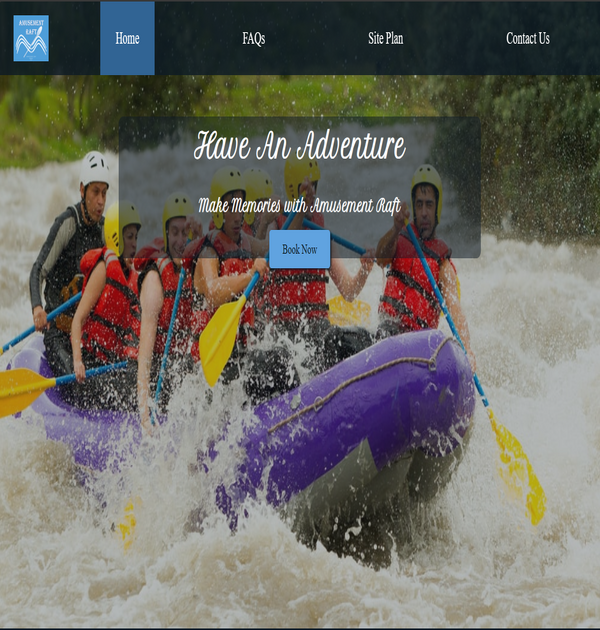 AMUSEMENT
RAFT
Home FAQs Site Plan Contact Us
Have An Adventure
Make Memories with Amusement Raft
Book Now